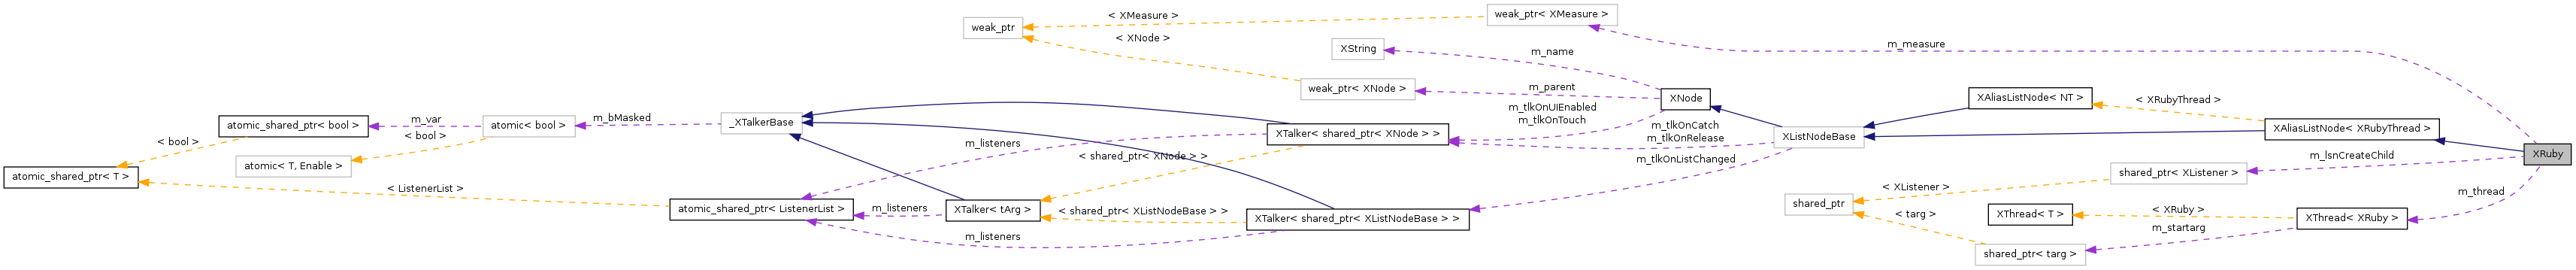 < XMeasure >
weak_ptr< XMeasure >
weak_ptr
< XNode >
m_measure
XString
m_name
weak_ptr< XNode >
m_parent
XNode
XAliasListNode< NT >
< XRubyThread >
m_tlkOnUIEnabled
m_tlkOnTouch
atomic_shared_ptr< bool >
m_var
atomic< bool >
m_bMasked
_XTalkerBase
XTalker< shared_ptr< XNode > >
m_tlkOnCatch
m_tlkOnRelease
XListNodeBase
XAliasListNode< XRubyThread >
< bool >
< bool >
m_listeners
< shared_ptr< XNode > >
m_tlkOnListChanged
m_lsnCreateChild
XRuby
atomic< T, Enable >
atomic_shared_ptr< T >
shared_ptr< XListener >
< ListenerList >
< XListener >
m_thread
atomic_shared_ptr< ListenerList >
m_listeners
XTalker< tArg >
< shared_ptr< XListNodeBase > >
XTalker< shared_ptr< XListNodeBase > >
shared_ptr
< targ >
XThread< T >
< XRuby >
XThread< XRuby >
m_startarg
m_listeners
shared_ptr< targ >